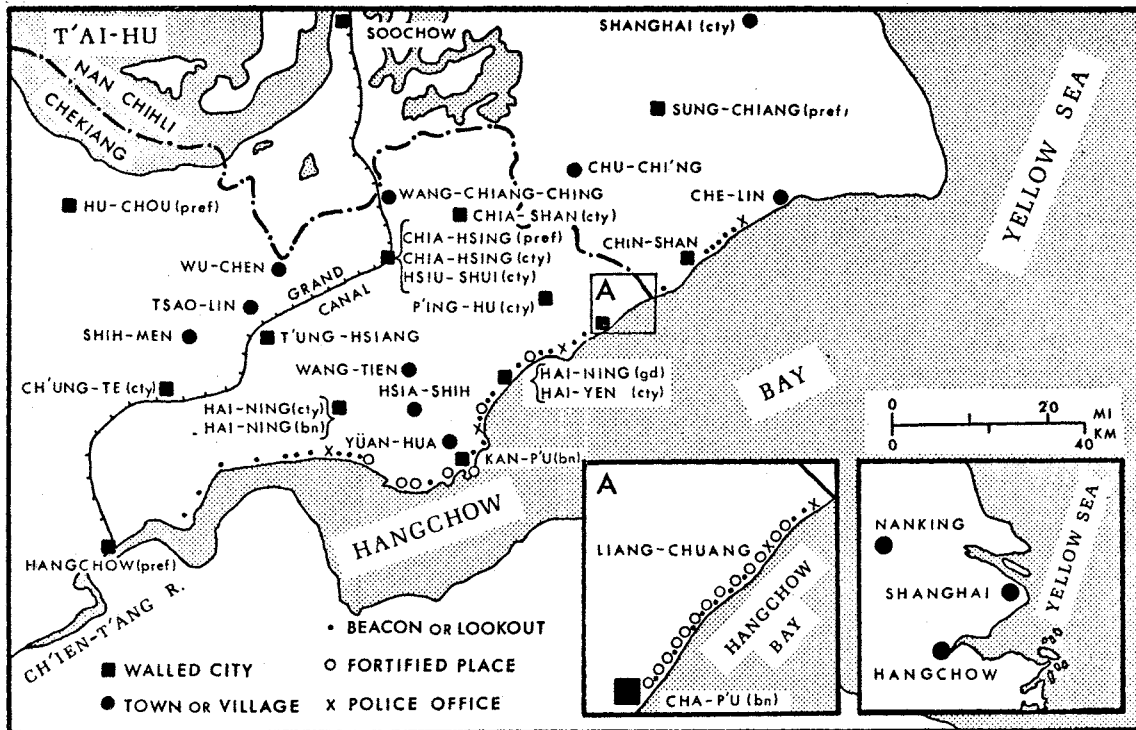 T'AI-HU
SOOCHOW
SHANGHAI (cty)
NAN CHIHLI
CHEKIANG
SUNG-CHIANG (pref)
YELLOW SEA
CHU-CHI'NG
HU-CHOU (pref)
WANG-CHIANG-CHING
CHE-LIN
CHIA-SHAN (cty)
CHIA-HSING (pref)
CHIA-HSING (cty)
HSIU-SHUI (cty)
CHIN-SHAN
WU-CHEN
GRAND
CANAL
P'ING-HU (cty)
A
TSAO-LIN
SHIH-MEN
T'UNG-HSIANG
WANG-TIEN
HAI-NING (gd)
HAI-YEN (cty)
CH'UNG-TE (cty)
HSIA-SHIH
HAI-NING (cty)
HAI-NING (bn)
YÜAN-HUA
KAN-P'U (bn)
BAY
0 20 MI
0 40 KM
HANGCHOW
HANGCHOW (pref)
CH'IEN-T'ANG R.
BEACON OR LOOKOUT
WALLED CITY
FORTIFIED PLACE
TOWN OR VILLAGE
X POLICE OFFICE
A
LIANG-CHUANG
HANGCHOW
BAY
CHA-P'U (bn)
NANKING
SHANGHAI
YELLOW SEA
HANGCHOW